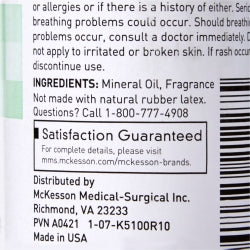 or allergies or if there is a history of either. Seri
breathing problems could occur. Should breath
problems occur, consult a doctor immediately. D
not apply to irritated or broken skin. If rash occur
discontinue use.
INGREDIENTS: Mineral Oil, Fragrance
Not made with natural rubber latex.
Questions? Call 1-800-777-4908
Satisfaction Guaranteed
For complete details, please visit
mms.mckesson.com/mckesson-brands.
Distributed by
McKesson Medical-Surgical Inc.
Richmond, VA 23233
PVN A0421 1-07-K5100R10
Made in USA